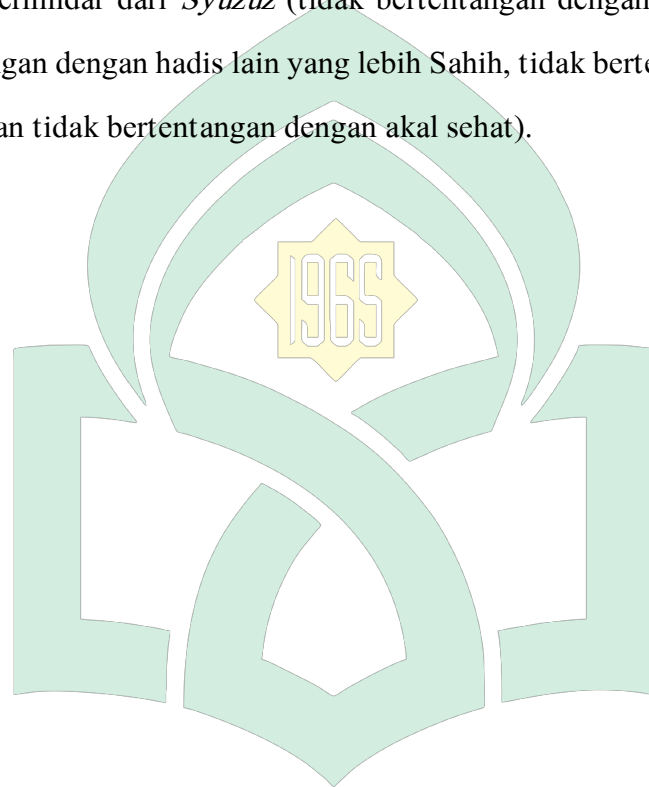 dari Syuzuz (tidak bertentangan dengan
dengan hadis lain yang lebih Sahih, tidak
tidak bertentangan dengan akal sehat).
1965